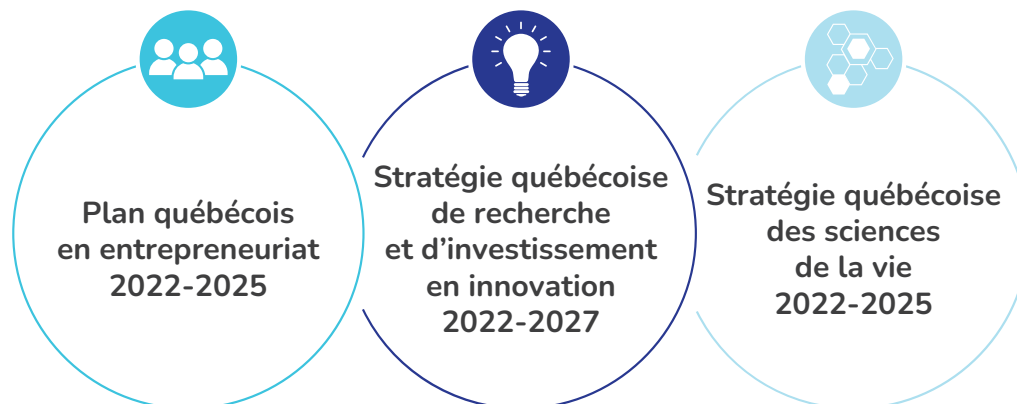 Plan québécois
en entrepreneuriat
2022-2025
Stratégie québécoise
de recherche
et d’investissement
en innovation
2022-2027
Stratégie québécoise
des sciences
de la vie
2022-2025